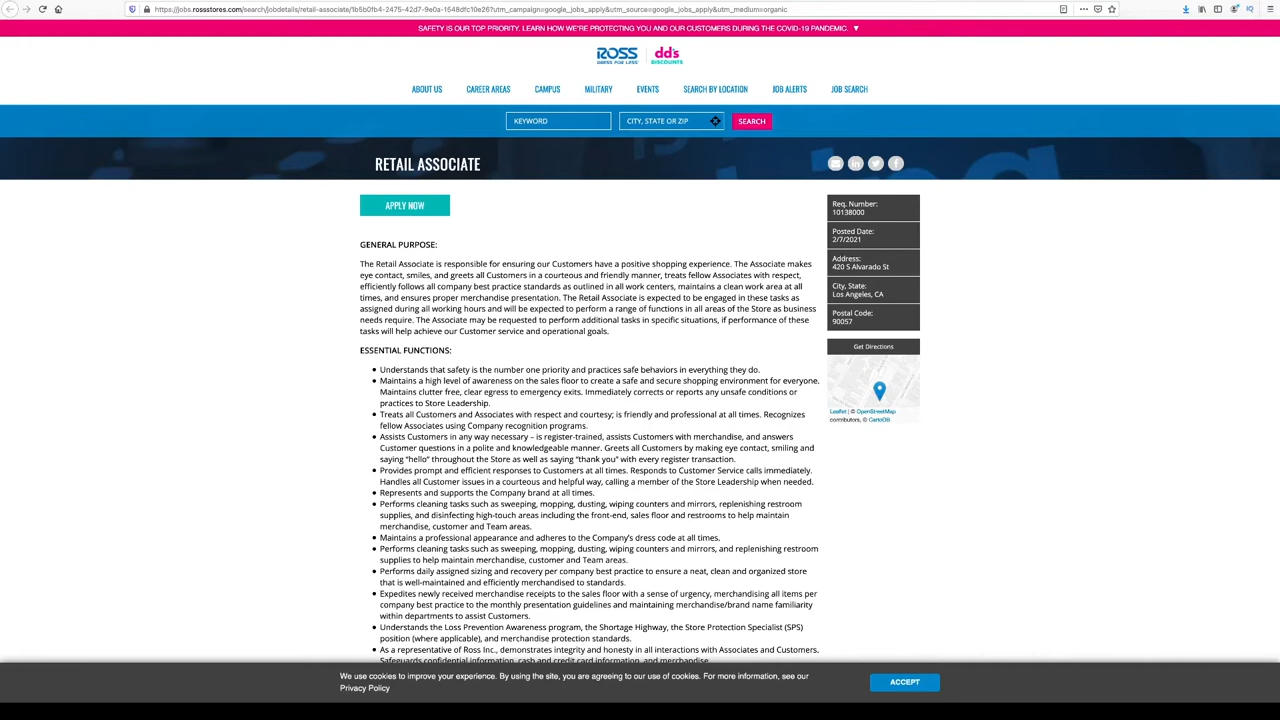 https://jobs.rossstores.com/search/jobdetails/retail-associate/1b5b0fb4-2475-42d7-9e0a-1548dfc10e26?utm_campaign=google_jobs_apply&utm_source=google_jobs_apply&utm_medium=organic
SAFETY IS OUR TOP PRIORITY. LEARN HOW WE'RE PROTECTING YOU AND OUR CUSTOMERS DURING THE COVID-19 PANDEMIC. ▼
ROSS
DRESS FOR LESS
dd's
DISCOUNTS
ABOUT US CAREER AREAS CAMPUS MILITARY EVENTS SEARCH BY LOCATION JOB ALERTS JOB SEARCH
KEYWORD CITY, STATE OR ZIP SEARCH
RETAIL ASSOCIATE
APPLY NOW
GENERAL PURPOSE:
The Retail Associate is responsible for ensuring our Customers have a positive shopping experience. The Associate makes
eye contact, smiles, and greets all Customers in a courteous and friendly manner, treats fellow Associates with respect,
efficiently follows all company best practice standards as outlined in all work centers, maintains a clean work area at all
times, and ensures proper merchandise presentation. The Retail Associate is expected to be engaged in these tasks as
assigned during all working hours and will be expected to perform a range of functions in all areas of the Store as business
needs require. The Associate may be requested to perform additional tasks in specific situations, if performance of these
tasks will help achieve our Customer service and operational goals.
ESSENTIAL FUNCTIONS:
• Understands that safety is the number one priority and practices safe behaviors in everything they do.
• Maintains a high level of awareness on the sales floor to create a safe and secure shopping environment for everyone.
Maintains clutter free, clear egress to emergency exits. Immediately corrects or reports any unsafe conditions or
practices to Store Leadership.
• Treats all Customers and Associates with respect and courtesy; is friendly and professional at all times. Recognizes
fellow Associates using Company recognition programs.
• Assists Customers in any way necessary – is register-trained, assists Customers with merchandise, and answers
Customer questions in a polite and knowledgeable manner. Greets all Customers by making eye contact, smiling and
saying "hello" throughout the Store as well as saying "thank you" with every register transaction.
• Provides prompt and efficient responses to Customers at all times. Responds to Customer Service calls immediately.
Handles all Customer issues in a courteous and helpful way, calling a member of the Store Leadership when needed.
• Represents and supports the Company brand at all times.
• Performs cleaning tasks such as sweeping, mopping, dusting, wiping counters and mirrors, replenishing restroom
supplies, and disinfecting high-touch areas including the front-end, sales floor and restrooms to help maintain
merchandise, customer and Team areas.
• Maintains a professional appearance and adheres to the Company's dress code at all times.
• Performs cleaning tasks such as sweeping, mopping, dusting, wiping counters and mirrors, and replenishing restroom
supplies to help maintain merchandise, customer and Team areas.
• Performs daily assigned sizing and recovery per company best practice to ensure a neat, clean and organized store
that is well-maintained and efficiently merchandised to standards.
• Expedites newly received merchandise receipts to the sales floor with a sense of urgency, merchandising all items per
company best practice to the monthly presentation guidelines and maintaining merchandise/brand name familiarity
within departments to assist Customers.
• Understands the Loss Prevention Awareness program, the Shortage Highway, the Store Protection Specialist (SPS)
position (where applicable), and merchandise protection standards.
• As a representative of Ross Inc., demonstrates integrity and honesty in all interactions with Associates and Customers.
Safeguards confidential information, cash and credit card information, and merchandise.
Req. Number:
10138000
Posted Date:
2/7/2021
Address:
420 S Alvarado St
City, State:
Los Angeles, CA
Postal Code:
90057
Get Directions
Leaflet | © OpenStreetMap
contributors, © CartoDB
We use cookies to improve your experience. By using the site, you are agreeing to our use of cookies. For more information, see our
Privacy Policy
ACCEPT